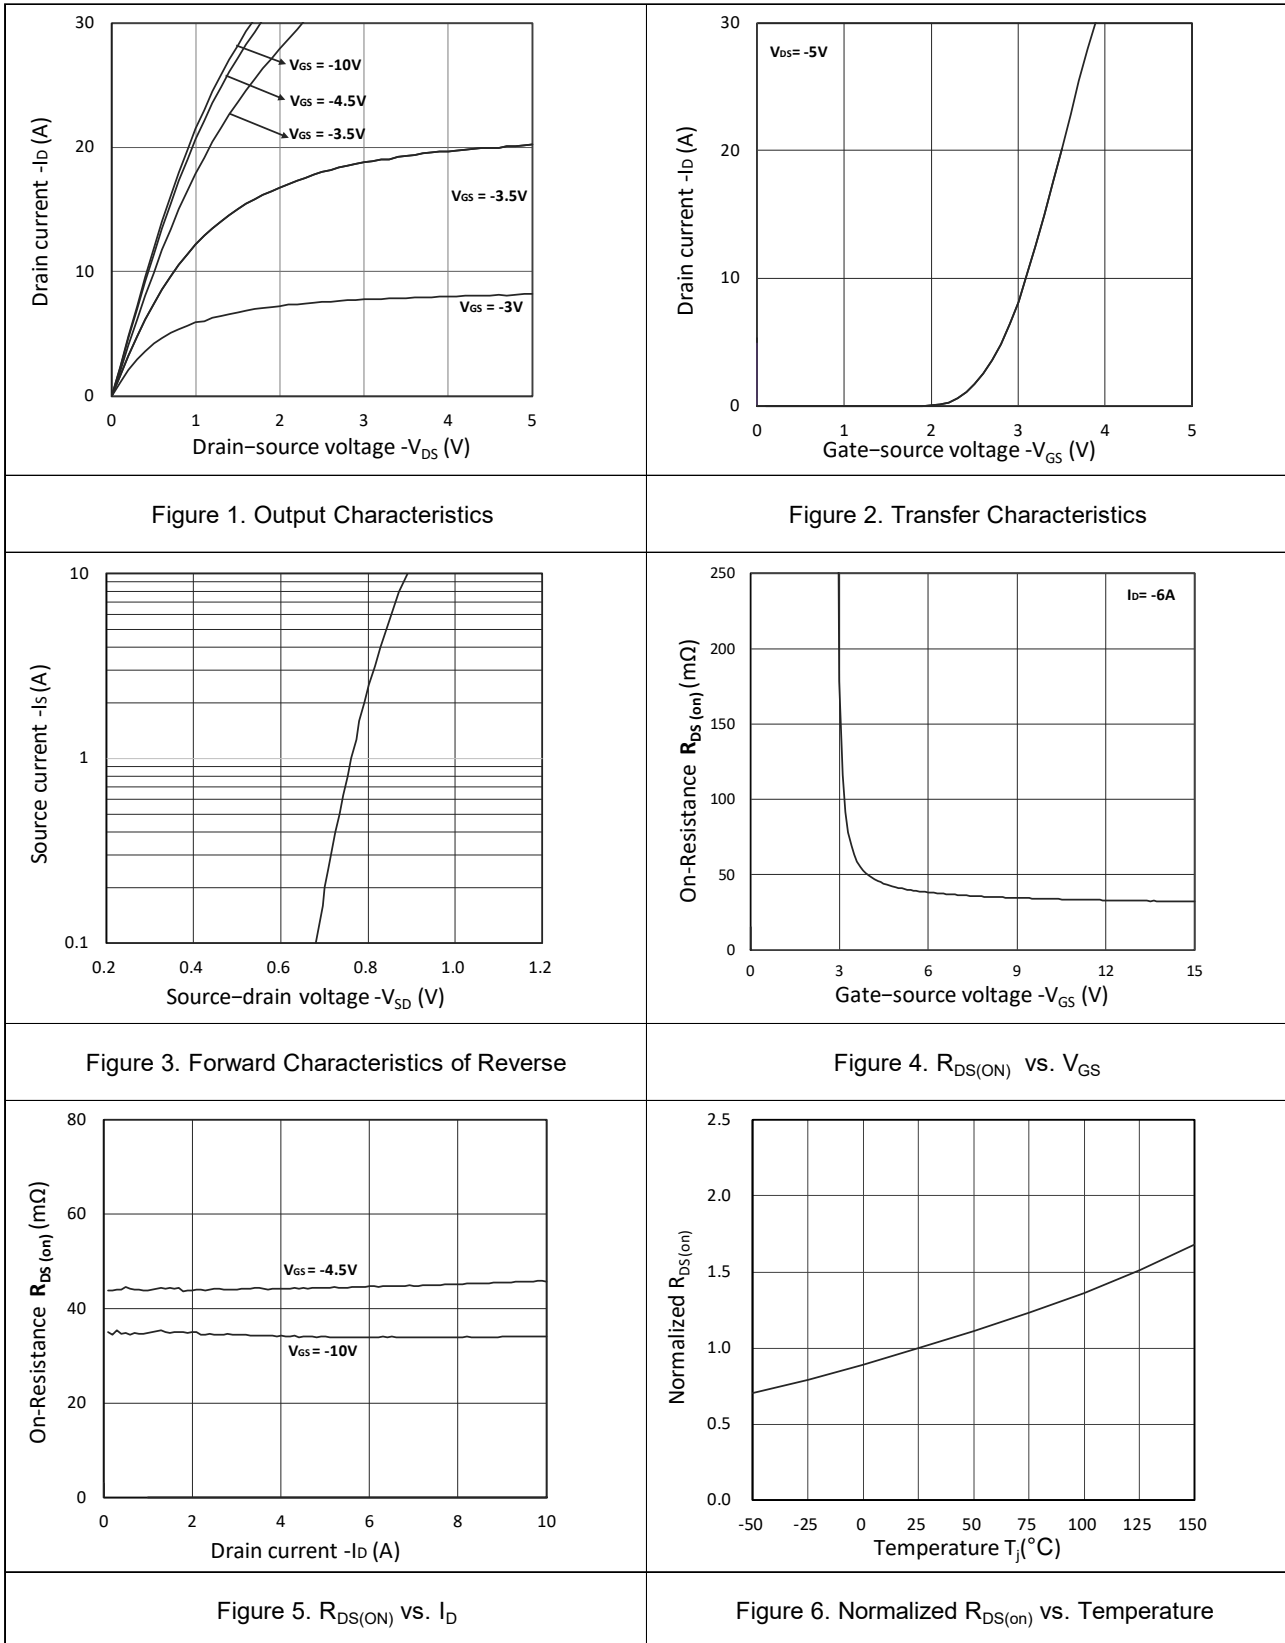 30
20
10
0
Drain current -ID (A)
VGS = -10V
VGS = -4.5V
VGS = -3.5V
VGS = -3.5V
VGS = -3V
0 1 2 3 4 5
Drain−source voltage -VDS (V)
Figure 1. Output Characteristics
30
20
10
0
Drain current -ID (A)
VDS= -5V
0 1 2 3 4 5
Gate−source voltage -VGS (V)
Figure 2. Transfer Characteristics
10
1
0.1
Source current -IS (A)
0.2 0.4 0.6 0.8 1.0 1.2
Source−drain voltage -VSD (V)
Figure 3. Forward Characteristics of Reverse
250
200
150
100
50
0
On-Resistance RDS (on) (mΩ)
ID= -6A
0 3 6 9 12 15
Gate−source voltage -VGS (V)
Figure 4. RDS(ON) vs. VGS
80
60
40
20
0
On-Resistance RDS (on) (mΩ)
VGS = -4.5V
VGS = -10V
0 2 4 6 8 10
Drain current -ID (A)
Figure 5. RDS(ON) vs. ID
2.5
2.0
1.5
1.0
0.5
0.0
Normalized RDS(on)
-50 -25 0 25 50 75 100 125 150
Temperature Tj(°C)
Figure 6. Normalized RDS(on) vs. Temperature